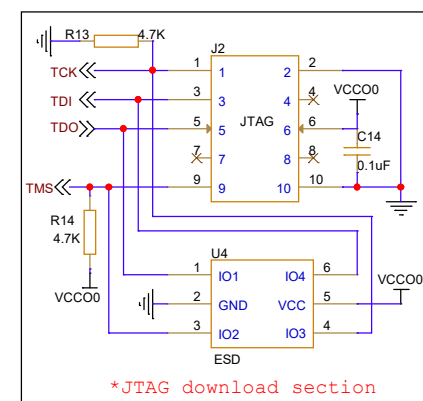 R13 4.7K
J2
TCK 1 1 2 2
VCCO0
TDI 3 3 4 4
TDO 5 5 6 6
JTAG
C14
7 7 8 8
0.1uF
TMS 9 9 10 10
R14
4.7K
U4
VCCO0
1 IO1 IO4 6
2 GND VCC 5
VCCO0
3 IO2 IO3 4
ESD
*JTAG download section